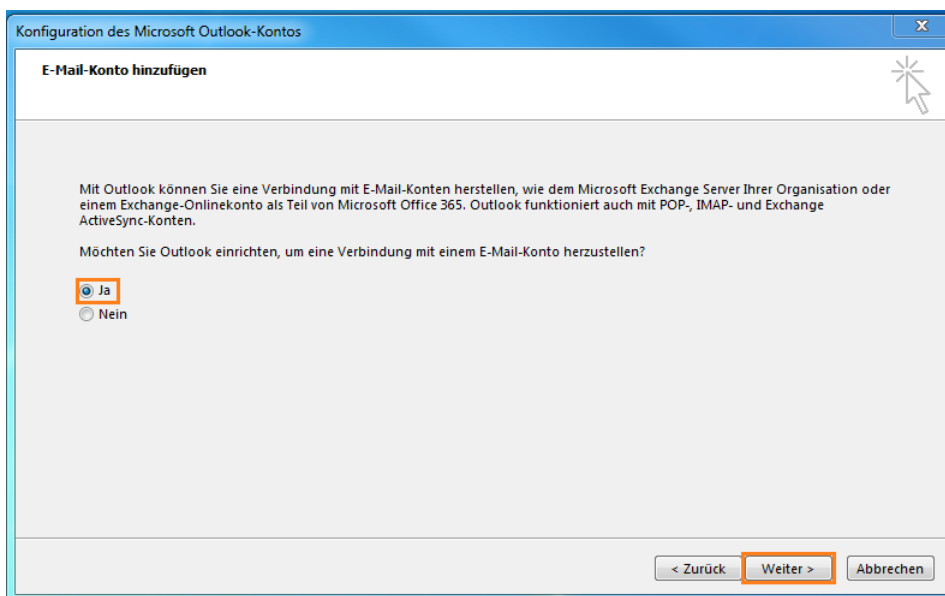 Konfiguration des Microsoft Outlook-Kontos
E-Mail-Konto hinzufügen
Mit Outlook können Sie eine Verbindung mit E-Mail-Konten herstellen, wie dem Microsoft Exchange Server Ihrer Organisation oder
einem Exchange-Onlinekonto als Teil von Microsoft Office 365. Outlook funktioniert auch mit POP-, IMAP- und Exchange
ActiveSync-Konten.
Möchten Sie Outlook einrichten, um eine Verbindung mit einem E-Mail-Konto herzustellen?
Ja
Nein
< Zurück Weiter > Abbrechen